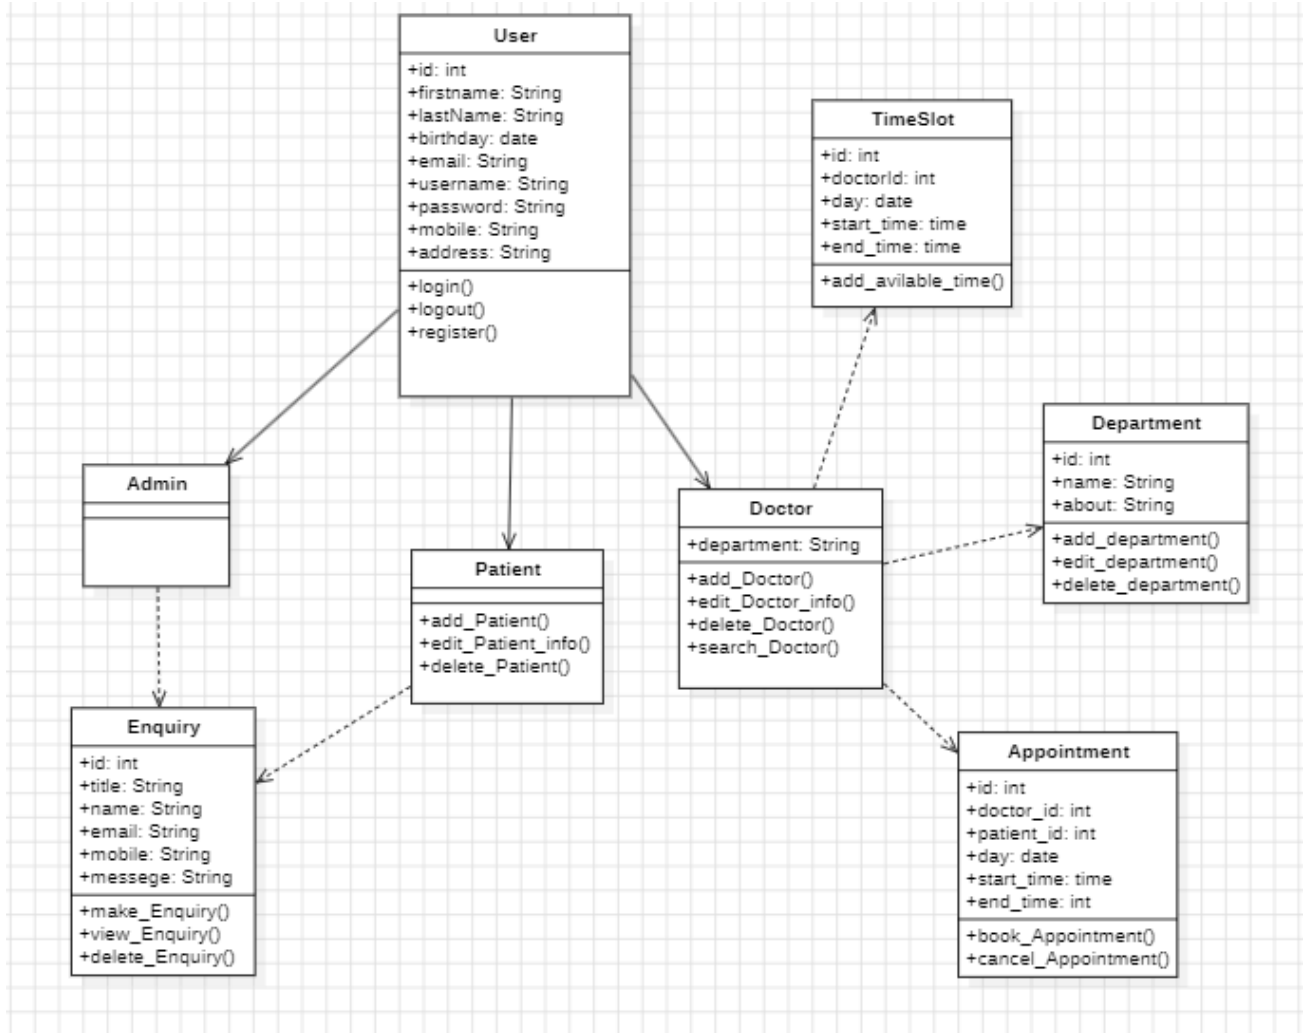 User
+id: int
+firstname: String
+lastName: String
+birthday: date
+email: String
+username: String
+password: String
+mobile: String
+address: String
+login()
+logout()
+register()
TimeSlot
+id: int
+doctorId: int
+day: date
+start_time: time
+end_time: time
+add_avilable_time()
Department
+id: int
+name: String
+about: String
+add_department()
+edit_department()
+delete_department()
Admin
Patient
+add_Patient()
+edit_Patient_info()
+delete_Patient()
Doctor
+department: String
+add_Doctor()
+edit_Doctor_info()
+delete_Doctor()
+search_Doctor()
Enquiry
+id: int
+title: String
+name: String
+email: String
+mobile: String
+messege: String
+make_Enquiry()
+view_Enquiry()
+delete_Enquiry()
Appointment
+id: int
+doctor_id: int
+patient_id: int
+day: date
+start_time: time
+end_time: int
+book_Appointment()
+cancel_Appointment()